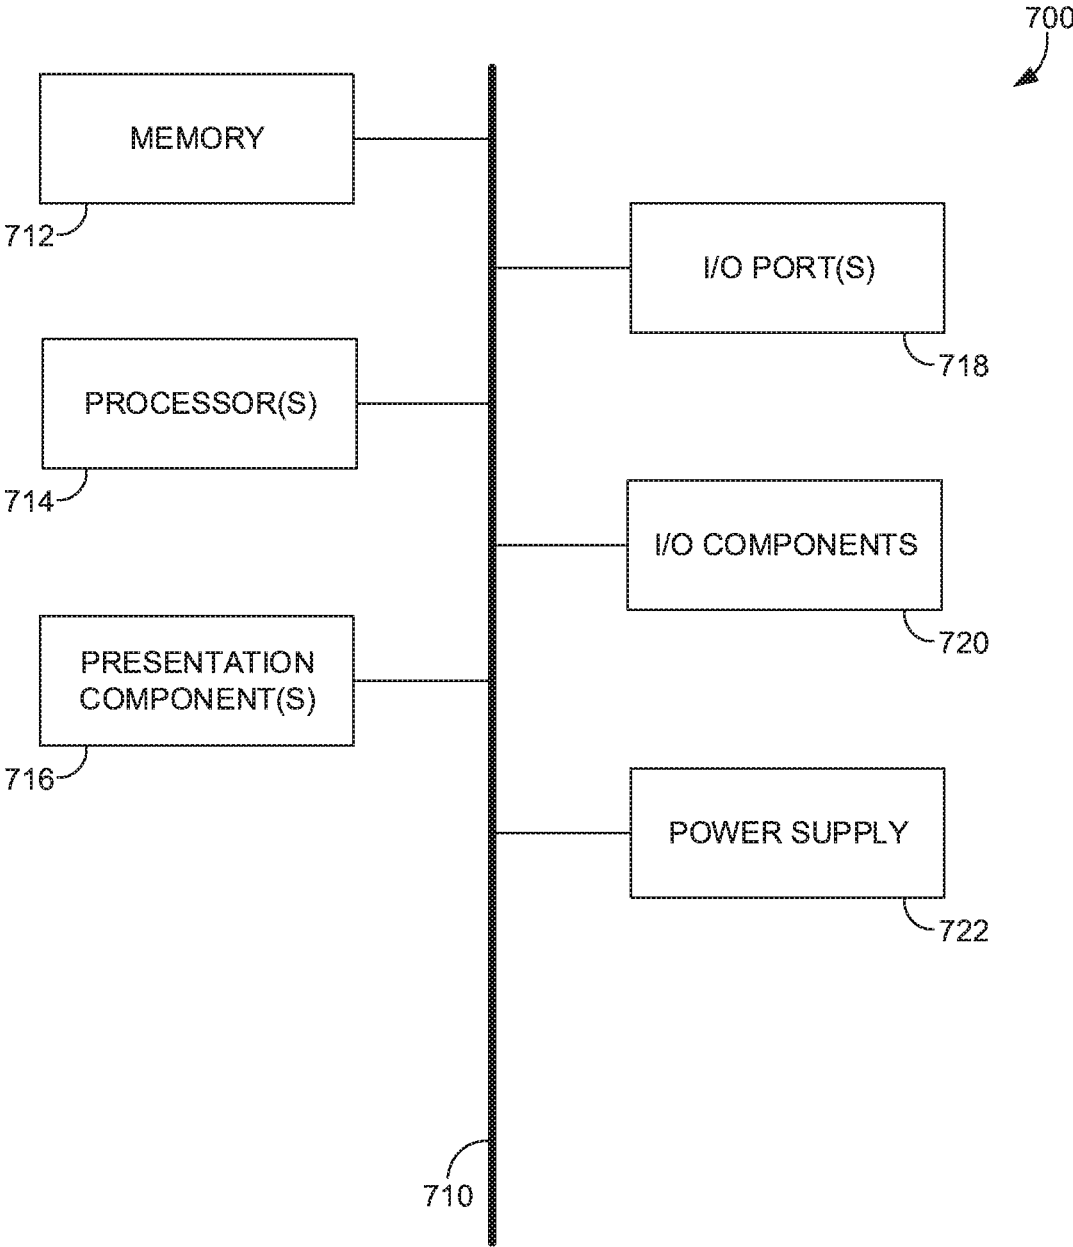 700
MEMORY
712
I/O PORT(S)
718
PROCESSOR(S)
714
I/O COMPONENTS
720
PRESENTATION
COMPONENT(S)
716
POWER SUPPLY
722
710